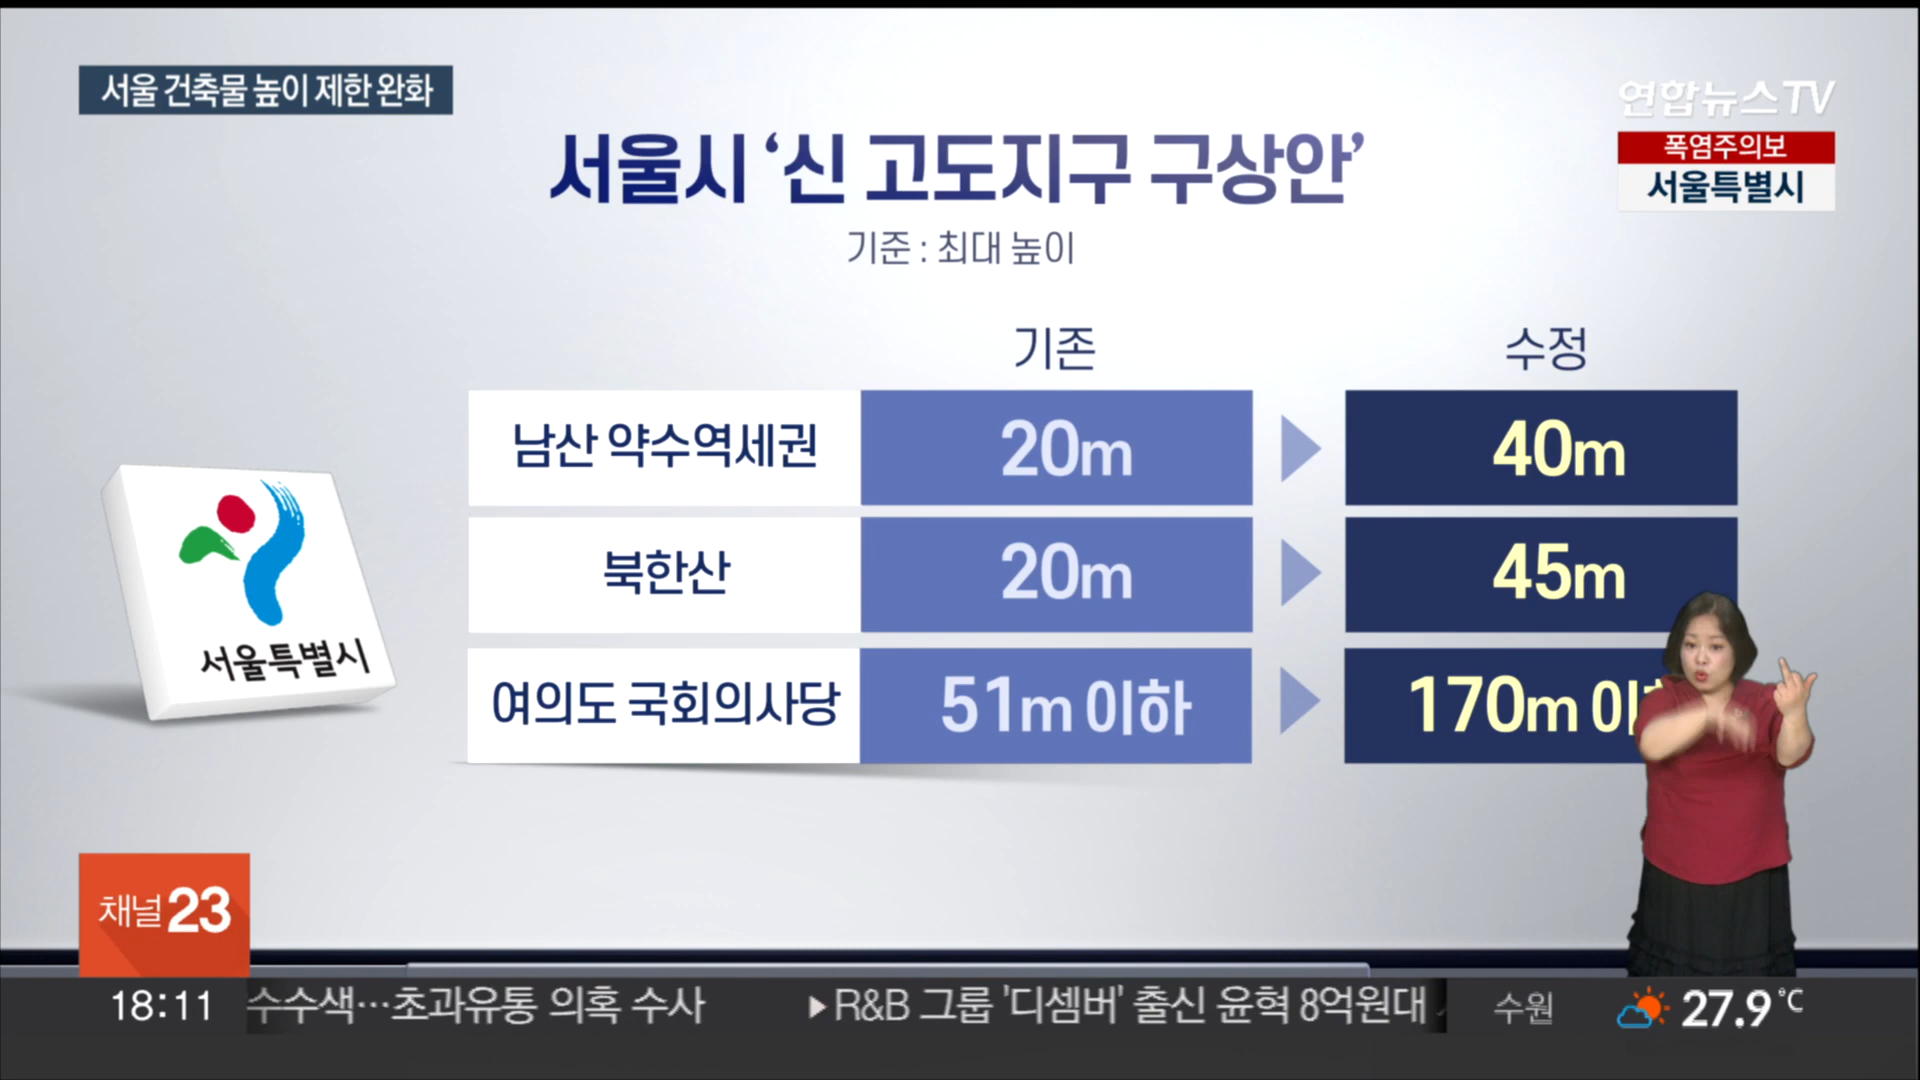 서울 건축물 높이 제한 완화
연합뉴스TV
폭염주의보
서울특별시
서울시 ‘신 고도지구 구상안’
기준 : 최대 높이
기존 수정
남산 약수역세권 20m 40m
북한산 20m 45m
여의도 국회의사당 51m 이하 170m
서울특별시
채널 23
18:11 수수색…초과유통 의혹 수사 ▶R&B 그룹 '디셈버' 출신 윤혁 8억원대 수원 27.9℃